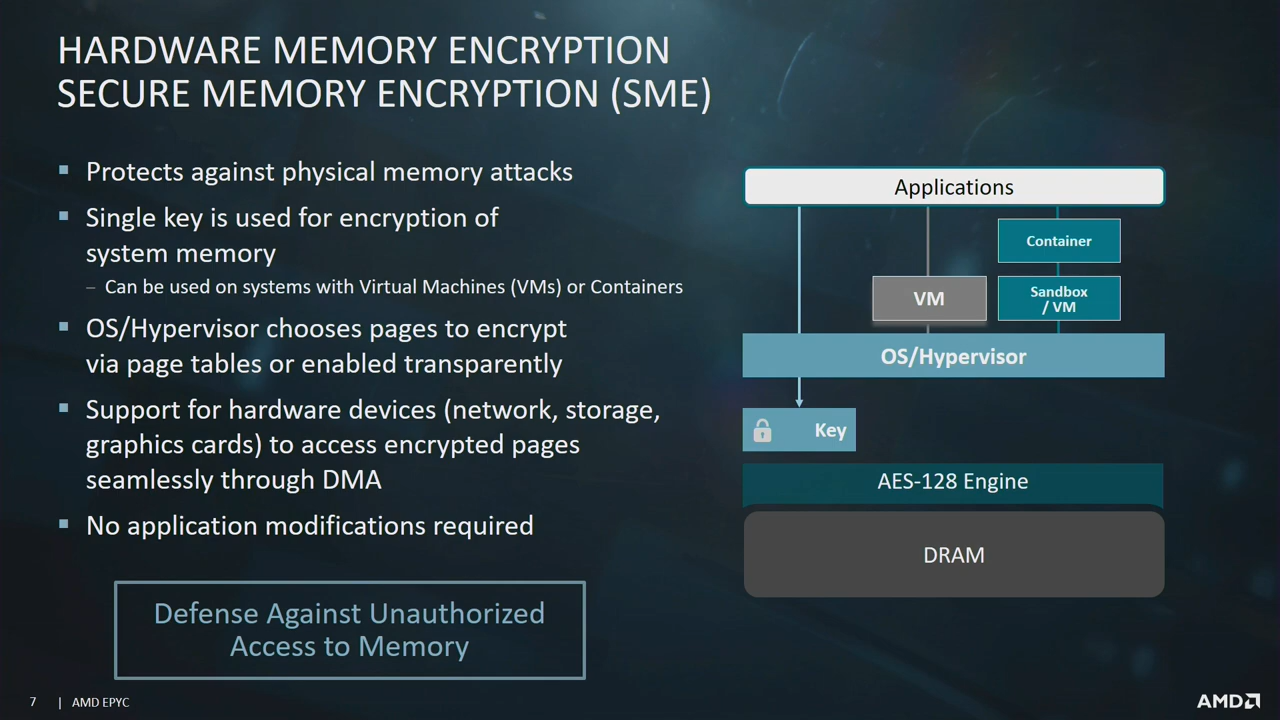 HARDWARE MEMORY ENCRYPTION
SECURE MEMORY ENCRYPTION (SME)
Protects against physical memory attacks
Single key is used for encryption of
system memory
– Can be used on systems with Virtual Machines (VMs) or Containers
OS/Hypervisor chooses pages to encrypt
via page tables or enabled transparently
Support for hardware devices (network, storage,
graphics cards) to access encrypted pages
seamlessly through DMA
No application modifications required
Defense Against Unauthorized
Access to Memory
Applications
Container
VM
Sandbox
/ VM
OS/Hypervisor
Key
AES-128 Engine
DRAM
7 | AMD EPYC
AMD